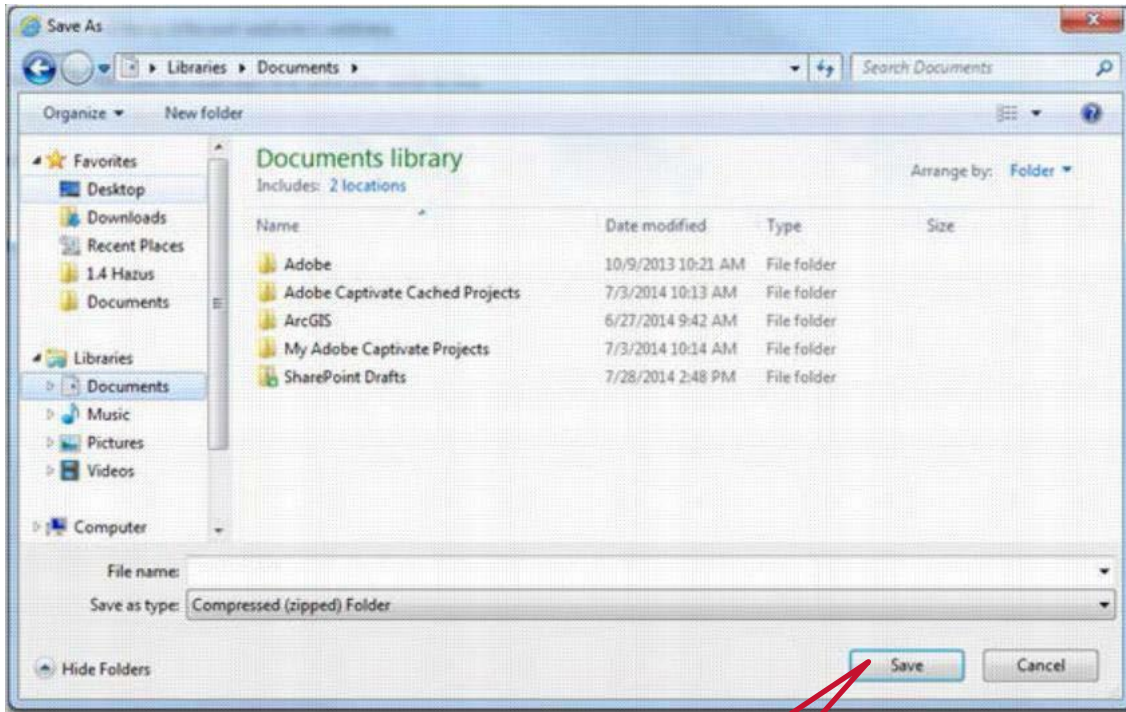 Save As
Libraries ▸ Documents ▸
Search Documents
Organize
New folder
Favorites
Desktop
Downloads
Recent Places
1.4 Hazus
Documents
Libraries
Documents
Music
Pictures
Videos
Computer
Documents library
Includes: 2 locations
Arrange by: Folder
Name Date modified Type Size
Adobe 10/9/2013 10:21 AM File folder
Adobe Captivate Cached Projects 7/3/2014 10:13 AM File folder
ArcGIS 6/27/2014 9:42 AM File folder
My Adobe Captivate Projects 7/3/2014 10:14 AM File folder
SharePoint Drafts 7/28/2014 2:48 PM File folder
File name:
Save as type: Compressed (zipped) Folder
Hide Folders
Save
Cancel